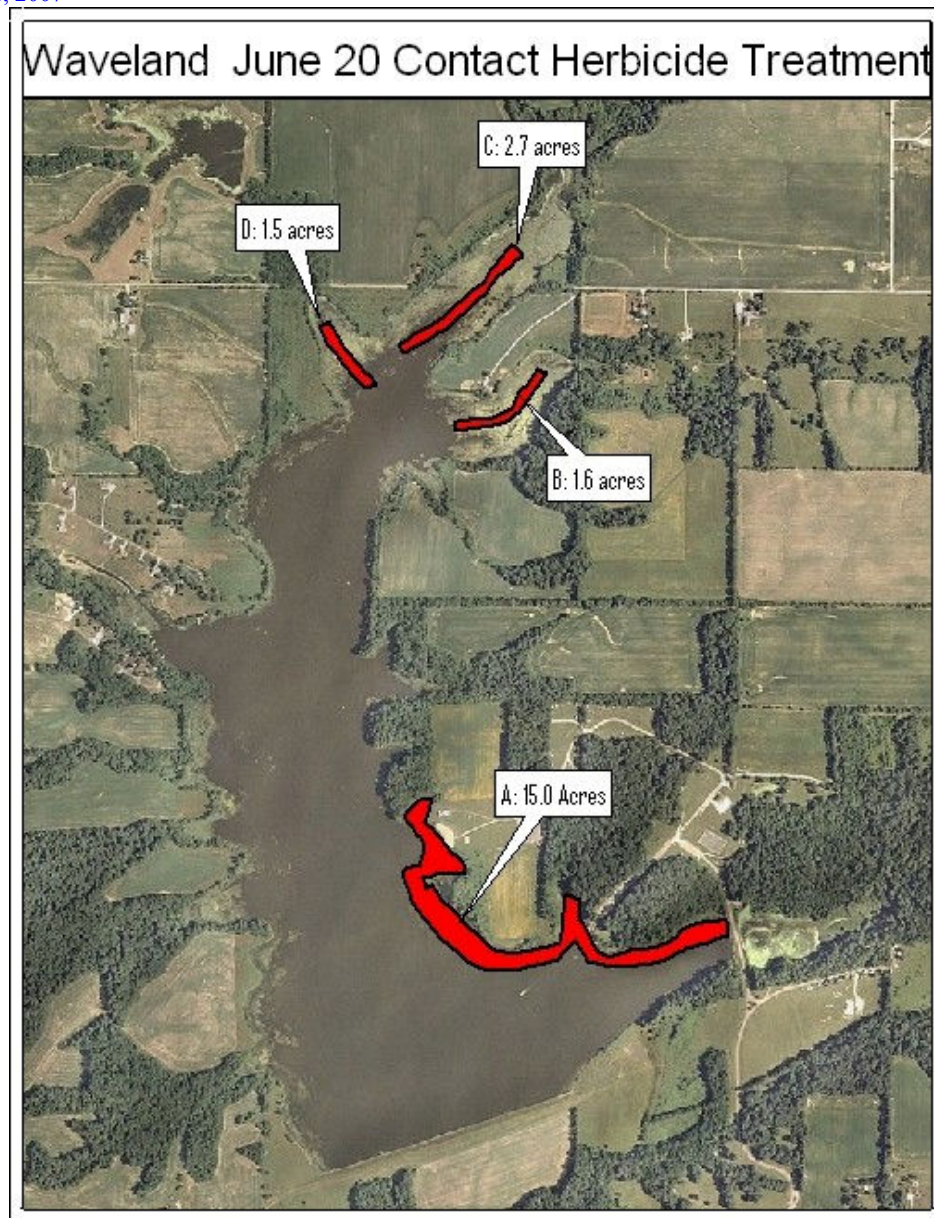 Waveland June 20 Contact Herbicide Treatment
C: 2.7 acres
D: 1.5 acres
B: 1.6 acres
A: 15.0 Acres